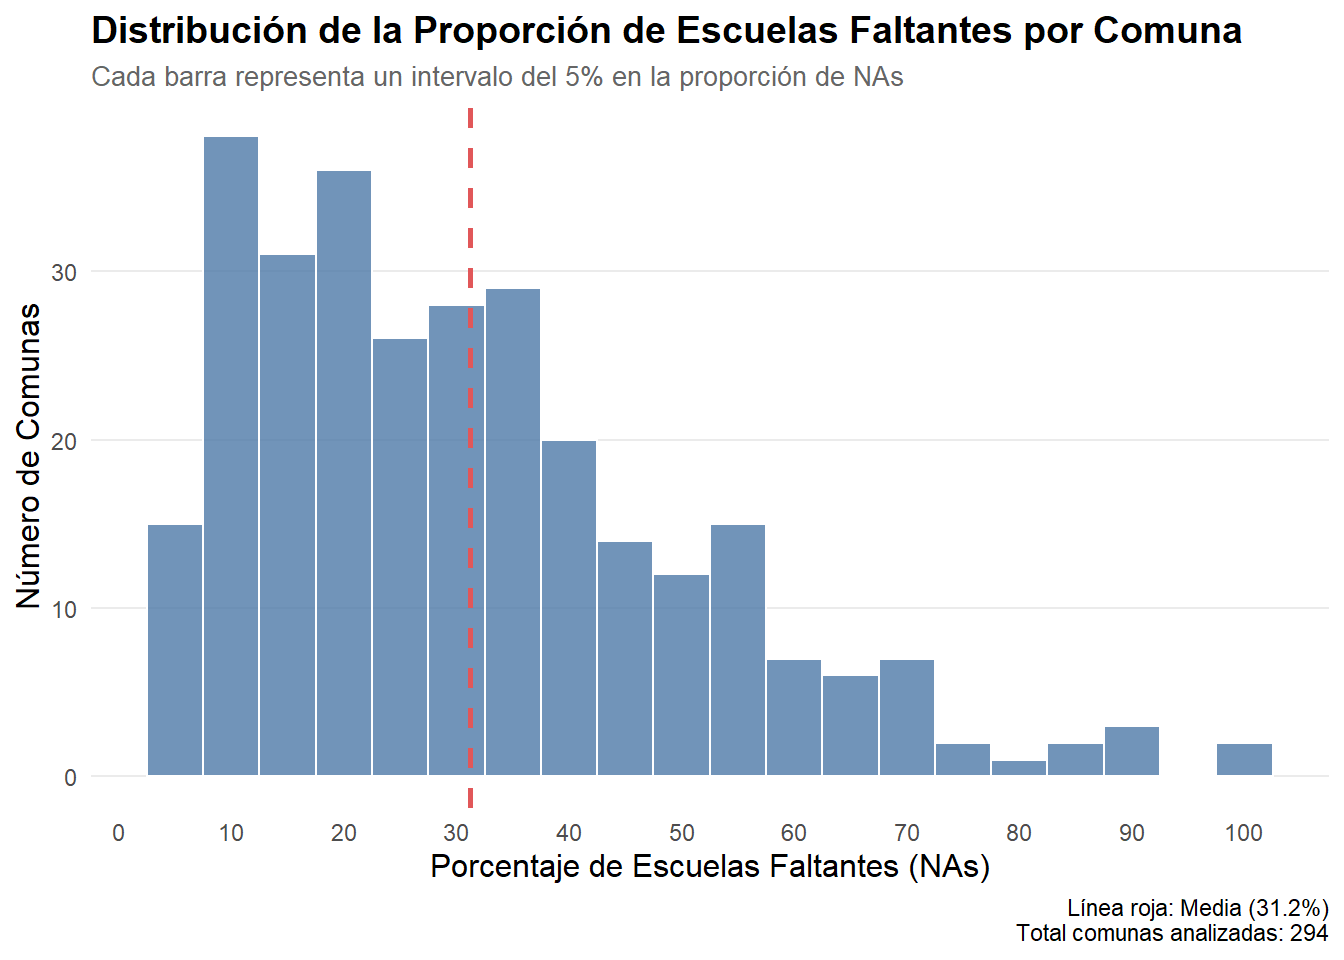 Distribución de la Proporción de Escuelas Faltantes por Comuna
Cada barra representa un intervalo del 5% en la proporción de NAs
Número de Comunas
30
20
10
0
0 10 20 30 40 50 60 70 80 90 100
Porcentaje de Escuelas Faltantes (NAs)
Línea roja: Media (31.2%)
Total comunas analizadas: 294